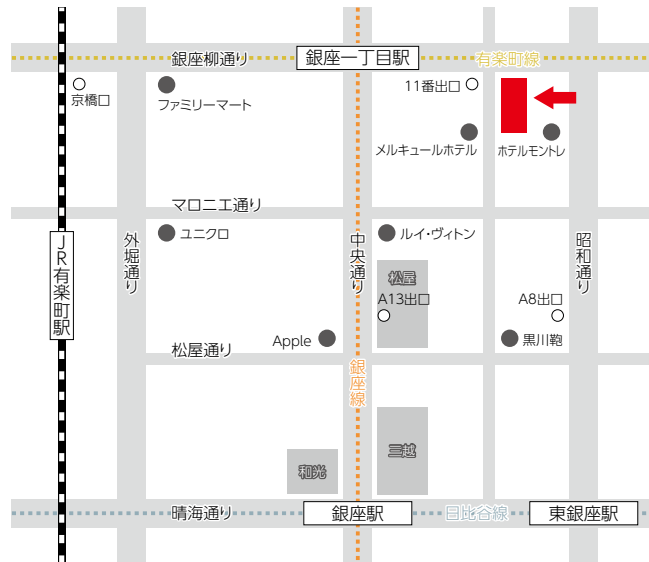 銀座柳通り
銀座一丁目駅
有楽町線
京橋口
ファミリーマート
11番出口
メルキュールホテル
ホテルモントレ
マロニエ通り
JR有楽町駅
外堀通り
ユニクロ
中央通り
ルイ・ヴィトン
昭和通り
松屋
A13出口
A8出口
松屋通り
Apple
黒川鞄
銀座線
和光
三越
晴海通り
銀座駅
日比谷線
東銀座駅